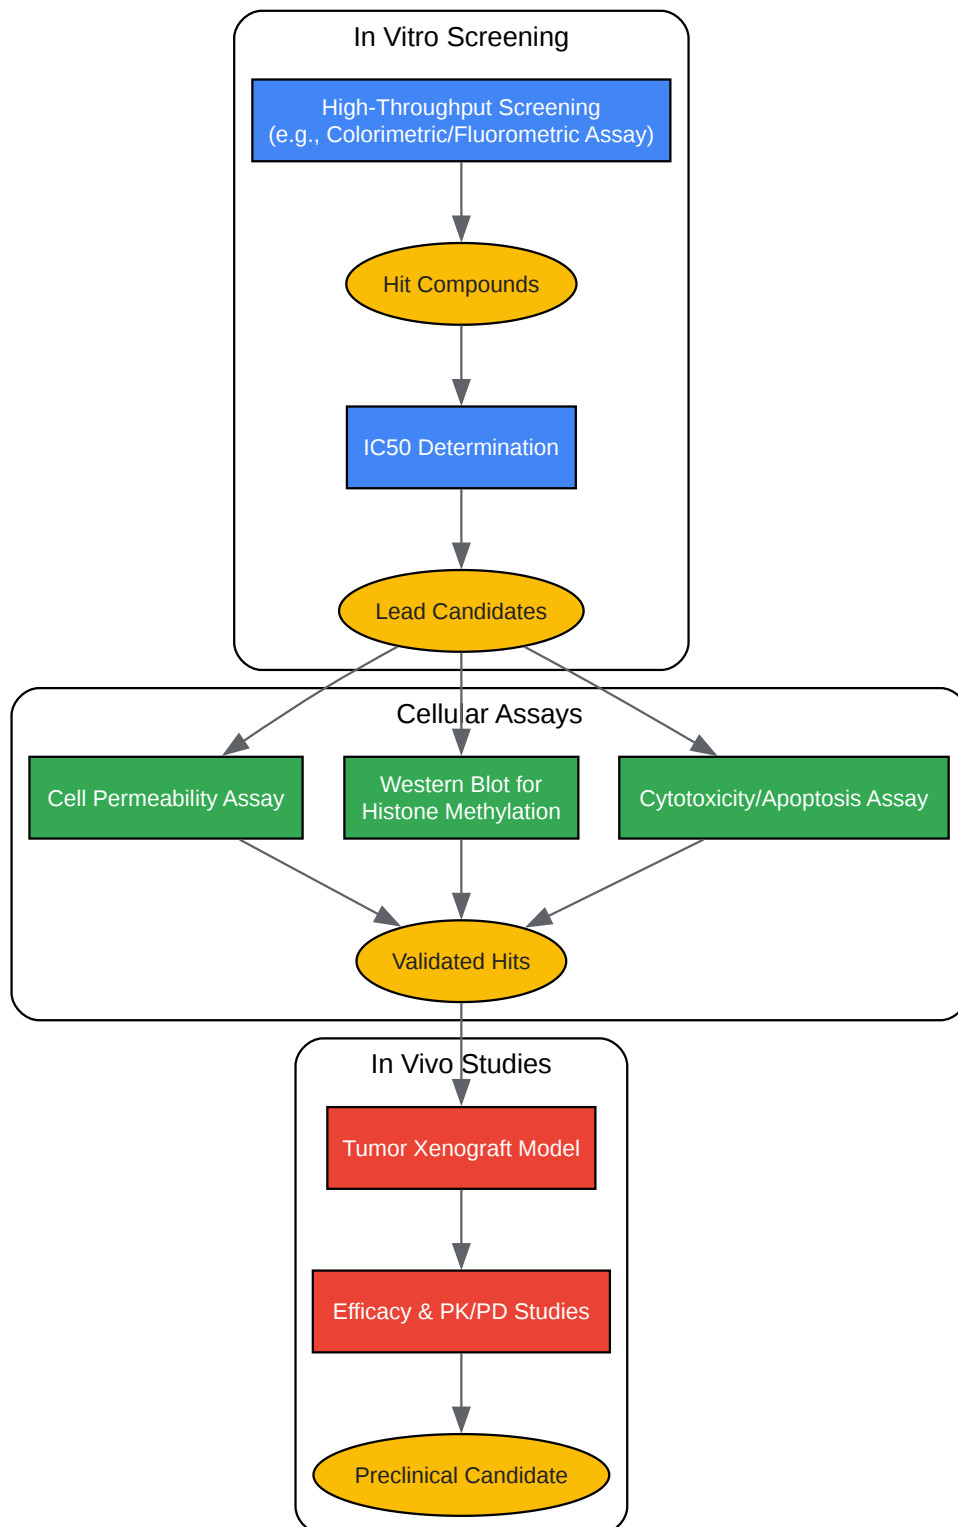 In Vitro Screening
High-Throughput Screening
(e.g., Colorimetric/Fluorometric Assay)
Hit Compounds
IC50 Determination
Lead Candidates
Cellular Assays
Cell Permeability Assay
Western Blot for
Histone Methylation
Cytotoxicity/Apoptosis Assay
Validated Hits
In Vivo Studies
Tumor Xenograft Model
Efficacy & PK/PD Studies
Preclinical Candidate